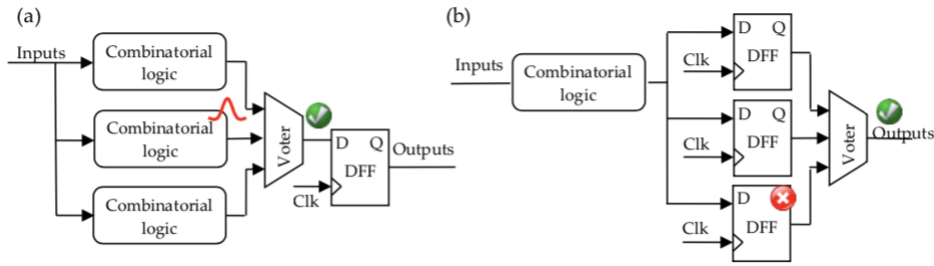 (a)
Inputs
Combinatorial
logic
Combinatorial
logic
Combinatorial
logic
Voter
D Q
DFF
Clk
Outputs
(b)
Inputs
Combinatorial
logic
D Q
DFF
Clk
D Q
DFF
Clk
D
DFF
Clk
Voter
Outputs